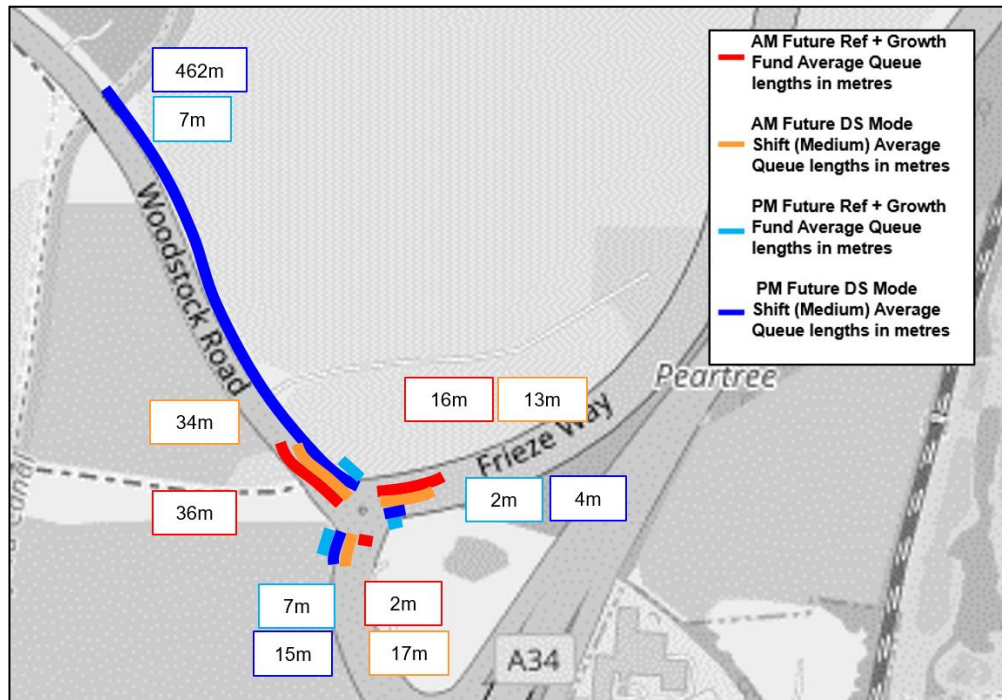 462m
7m
AM Future Ref + Growth
Fund Average Queue
lengths in metres
AM Future DS Mode
Shift (Medium) Average
Queue lengths in metres
PM Future Ref + Growth
Fund Average Queue
lengths in metres
PM Future DS Mode
Shift (Medium) Average
Queue lengths in metres
Woodstock Road
Peartree
16m
13m
34m
Frieze Way
36m
2m
4m
Canal
7m
2m
15m
17m
A34